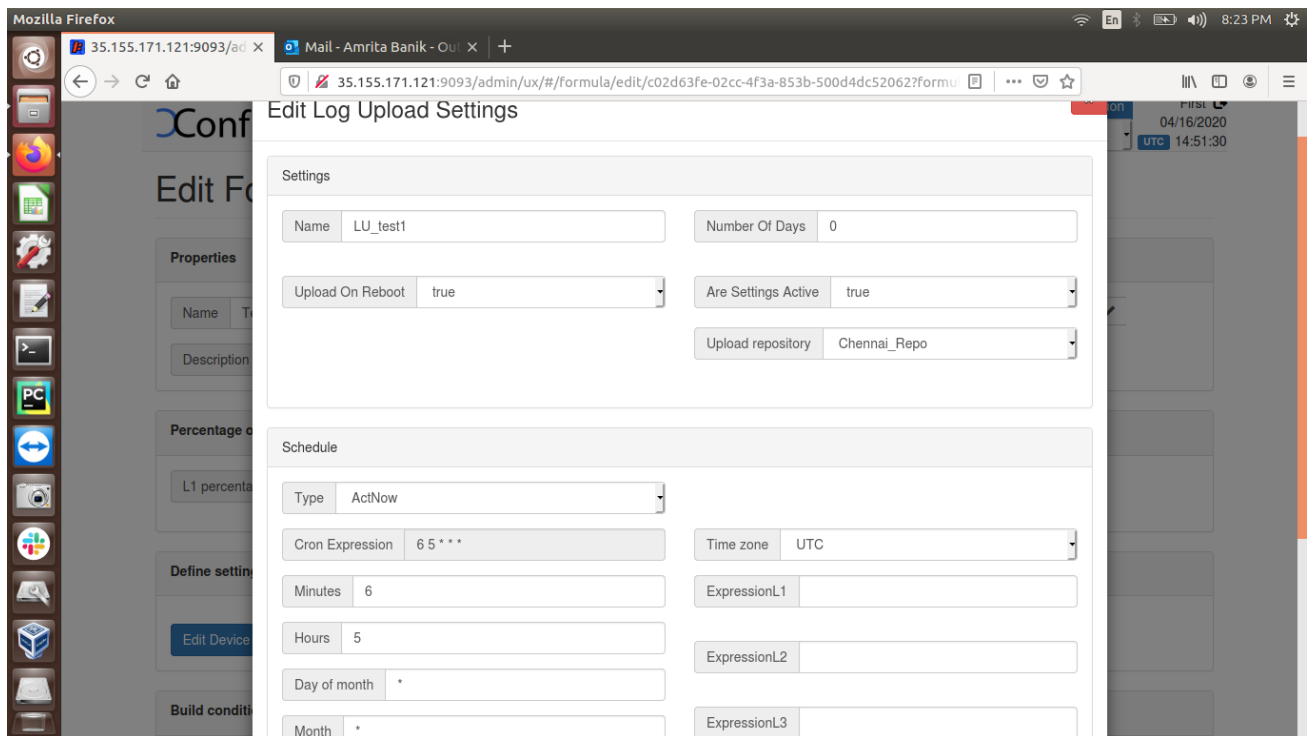 Mozilla Firefox
En
8:23 PM
35.155.171.121:9093/ad
Mail - Amrita Banik - Out
35.155.171.121:9093/admin/ux/#/formula/edit/c02d63fe-02cc-4f3a-853b-500d4dc52062?formu
Edit Log Upload Settings
Conf
First
04/16/2020
UTC 14:51:30
Settings
Edit Fo
Name LU_test1
Number Of Days 0
Properties
Upload On Reboot true
Are Settings Active true
Name
Upload repository Chennai_Repo
Description
Percentage o
Schedule
L1 percenta
Type ActNow
Cron Expression 6 5 * * *
Time zone UTC
Define setting
Minutes 6
ExpressionL1
Edit Device
Hours 5
ExpressionL2
Day of month *
Build conditi
ExpressionL3
Month *
PC